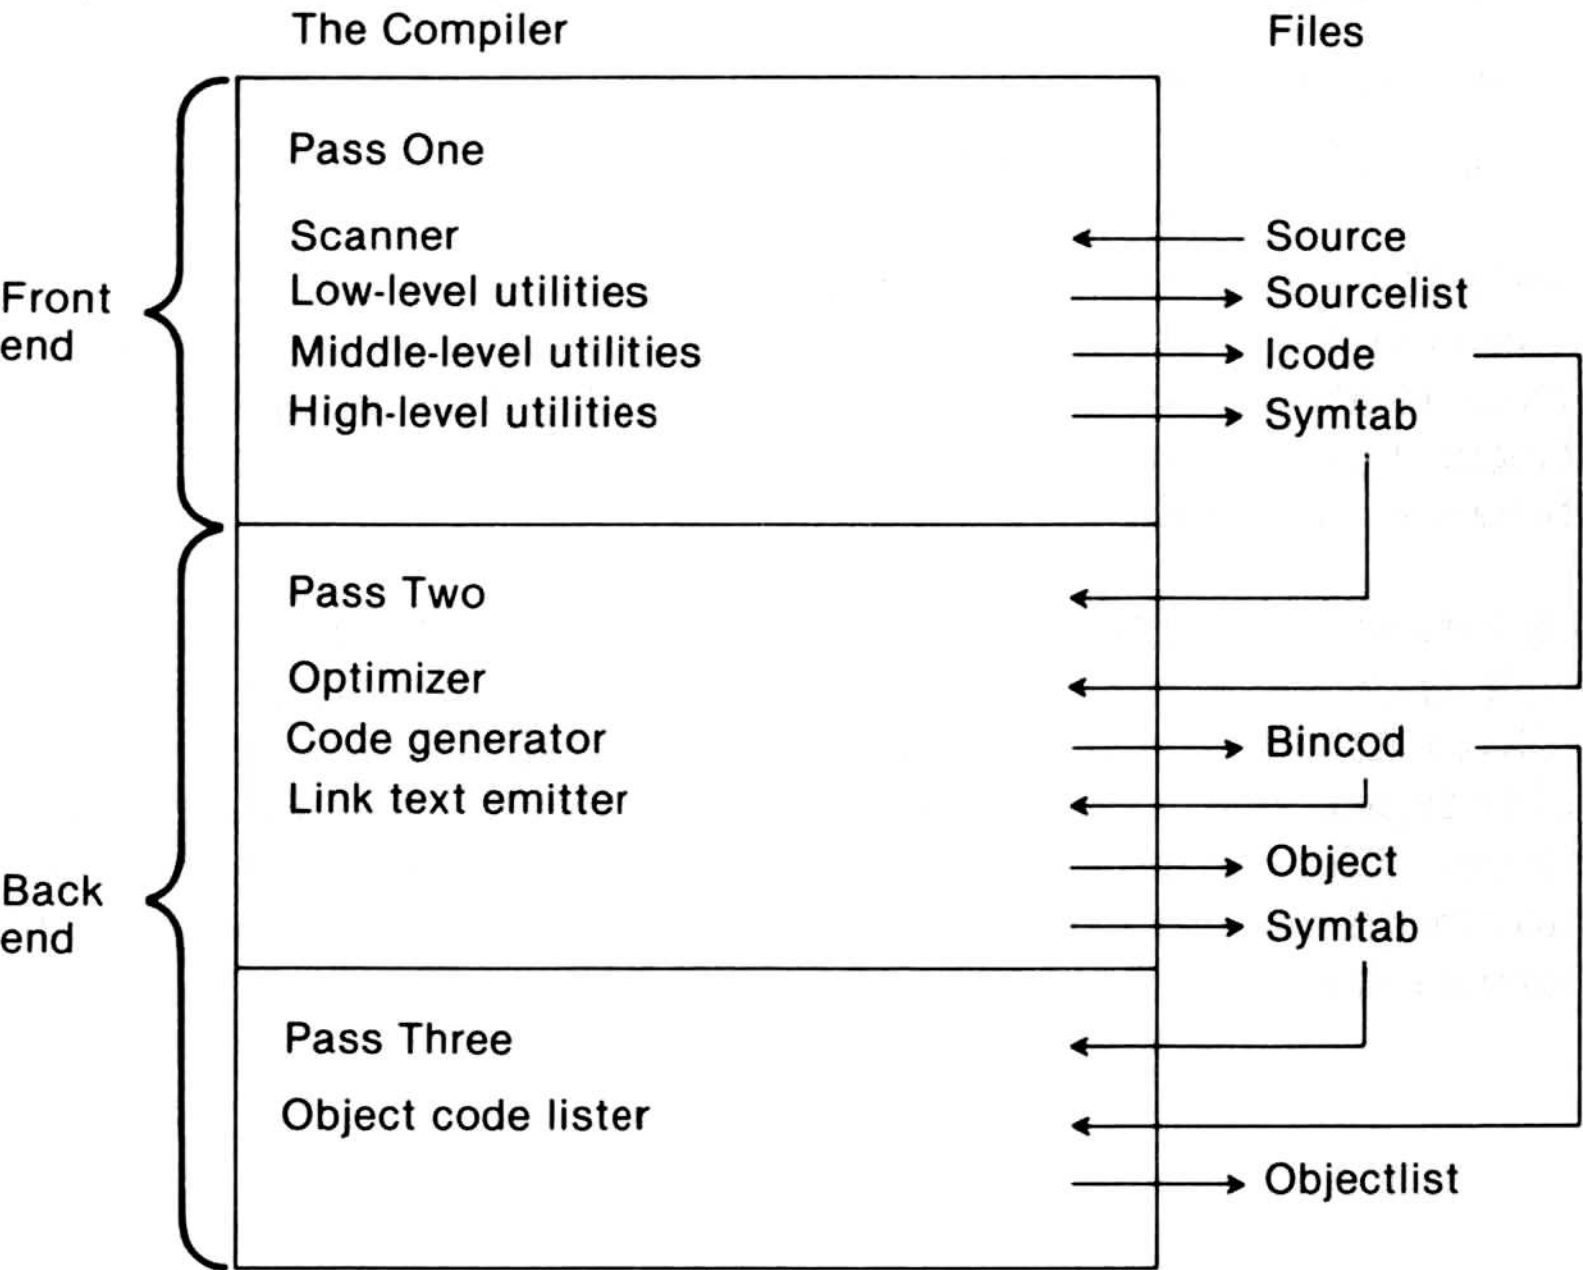 The Compiler
Files
Pass One
Scanner
Source
Low-level utilities
Sourcelist
Front
end
Middle-level utilities
Icode
High-level utilities
Symtab
Pass Two
Optimizer
Code generator
Bincod
Link text emitter
Object
Back
end
Symtab
Pass Three
Object code lister
Objectlist